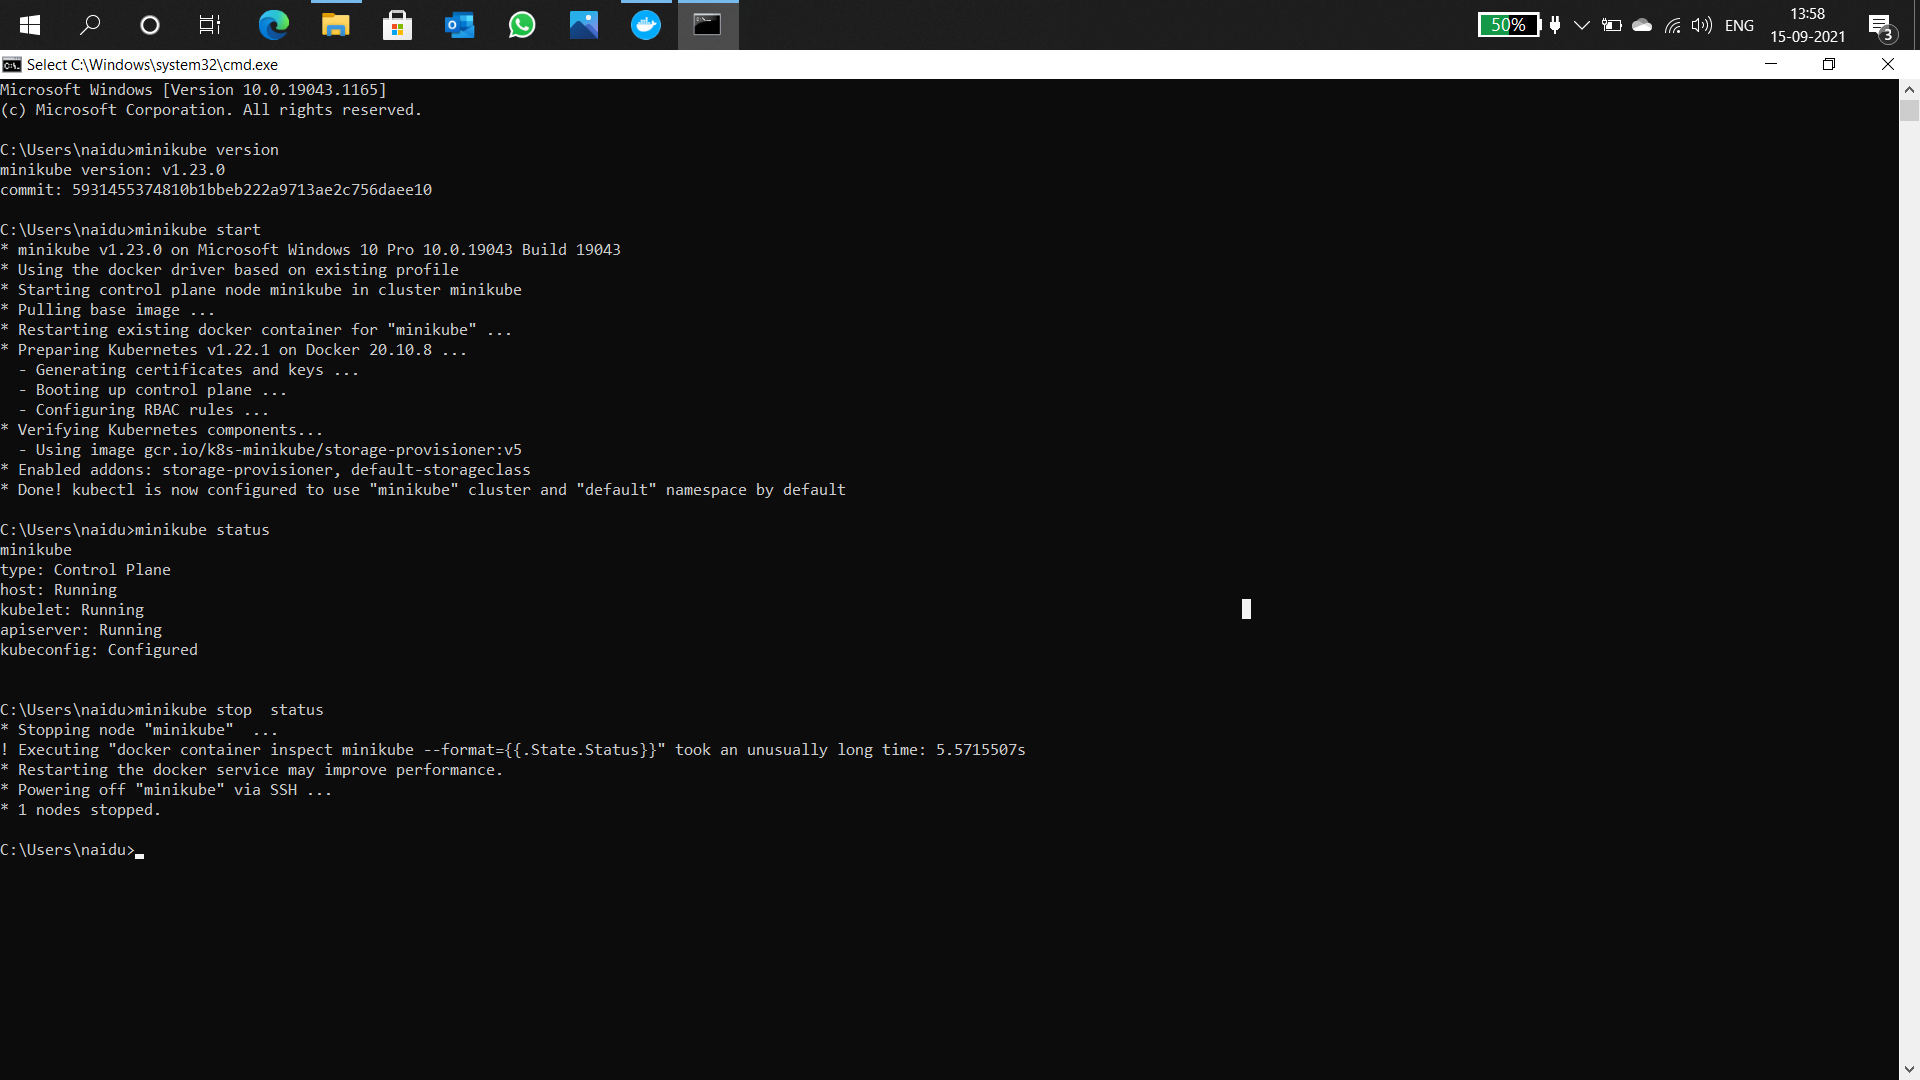 50%
ENG
13:58
15-09-2021
3
Select C:\Windows\system32\cmd.exe
Microsoft Windows [Version 10.0.19043.1165]
(c) Microsoft Corporation. All rights reserved.
C:\Users\naidu>minikube version
minikube version: v1.23.0
commit: 5931455374810b1bbeb222a9713ae2c756daee10
C:\Users\naidu>minikube start
* minikube v1.23.0 on Microsoft Windows 10 Pro 10.0.19043 Build 19043
* Using the docker driver based on existing profile
* Starting control plane node minikube in cluster minikube
* Pulling base image ...
* Restarting existing docker container for "minikube" ...
* Preparing Kubernetes v1.22.1 on Docker 20.10.8 ...
  - Generating certificates and keys ...
  - Booting up control plane ...
  - Configuring RBAC rules ...
* Verifying Kubernetes components...
  - Using image gcr.io/k8s-minikube/storage-provisioner:v5
* Enabled addons: storage-provisioner, default-storageclass
* Done! kubectl is now configured to use "minikube" cluster and "default" namespace by default
C:\Users\naidu>minikube status
minikube
type: Control Plane
host: Running
kubelet: Running
apiserver: Running
kubeconfig: Configured
C:\Users\naidu>minikube stop  status
* Stopping node "minikube"  ...
! Executing "docker container inspect minikube --format={{.State.Status}}" took an unusually long time: 5.5715507s
* Restarting the docker service may improve performance.
* Powering off "minikube" via SSH ...
* 1 nodes stopped.
C:\Users\naidu>